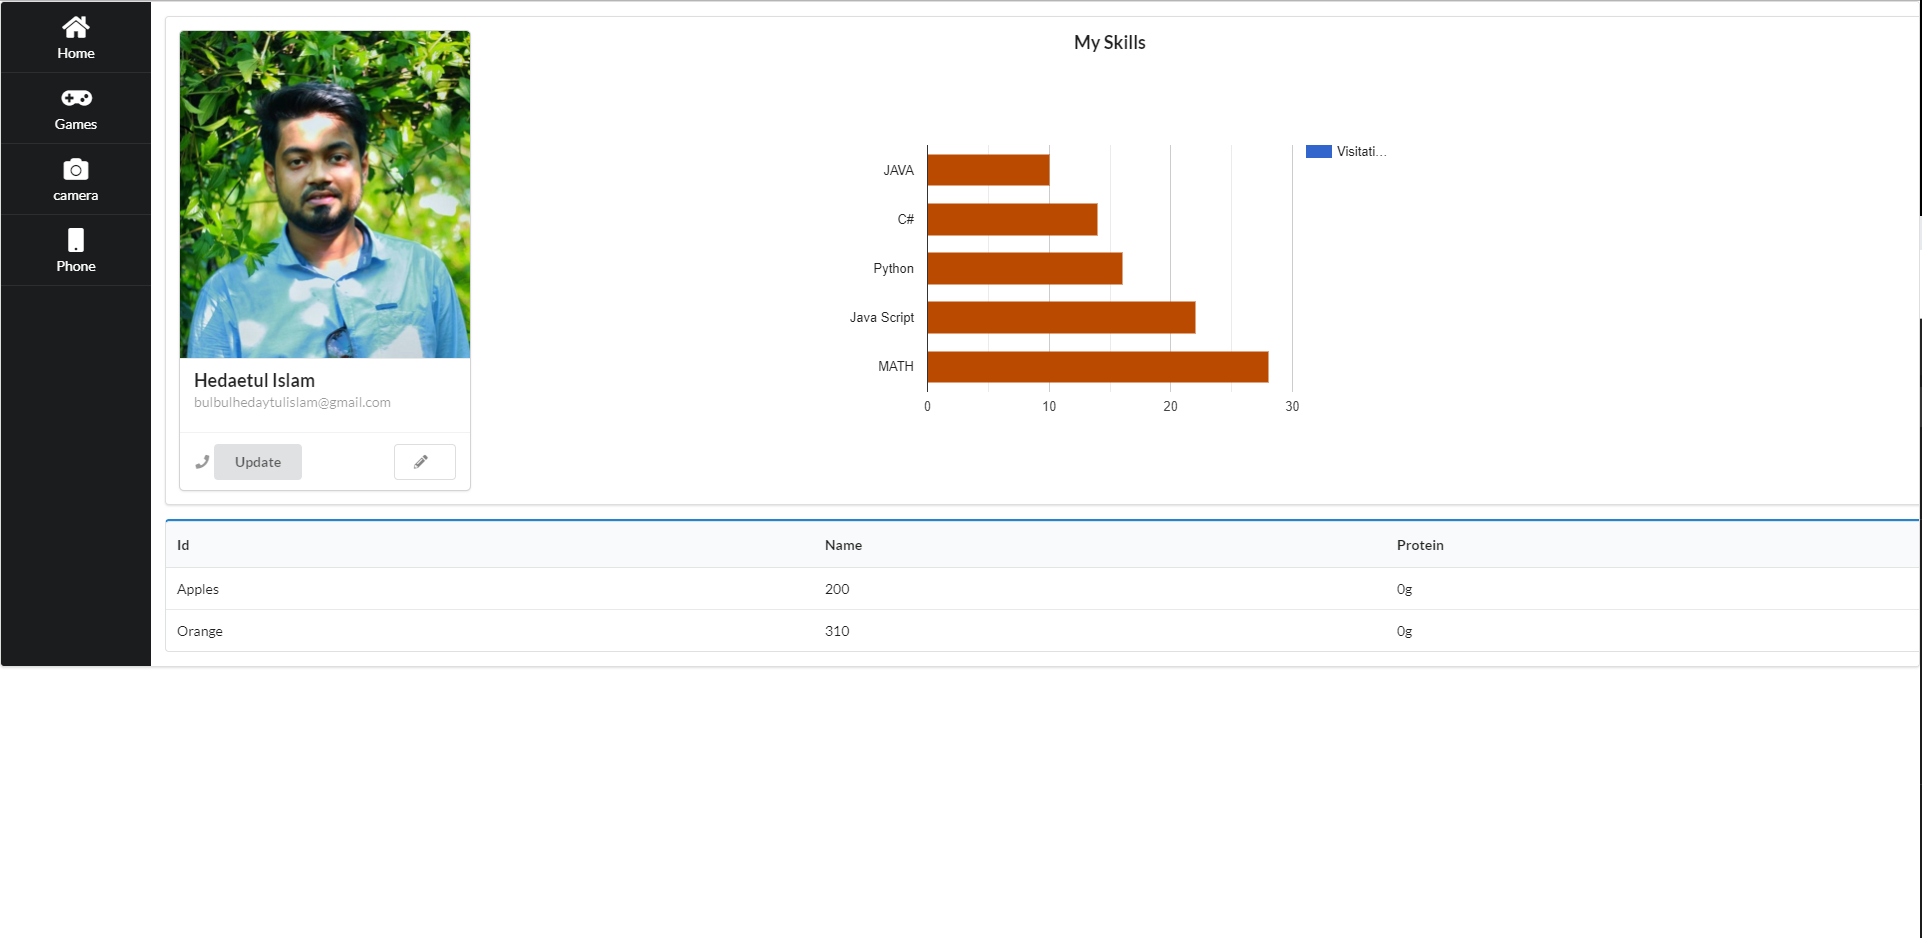 Home
Games
camera
Phone
Hedaetul Islam
bulbulhedaytulislam@gmail.com
Update
My Skills
JAVA
C#
Python
Java Script
MATH
0 10 20 30
Visitati...
Id Name Protein
Apples 200 0g
Orange 310 0g